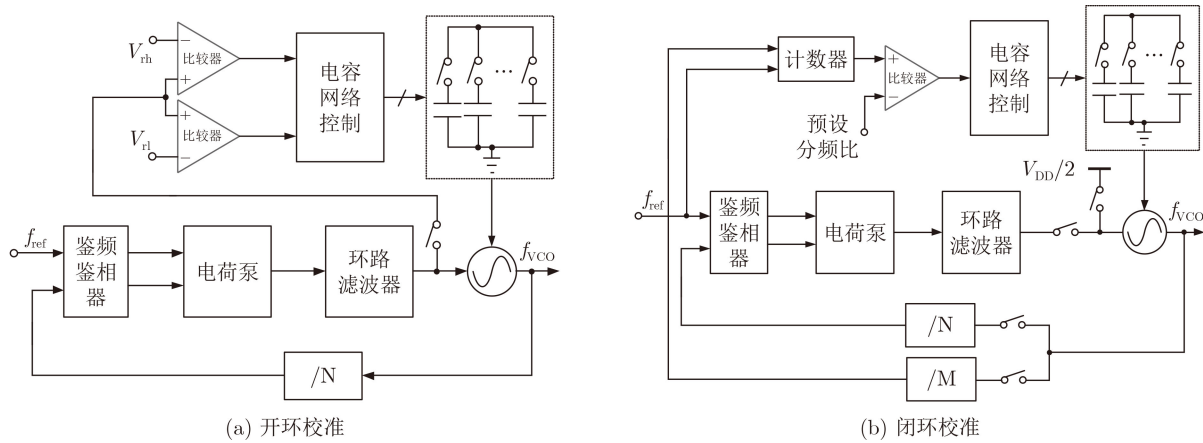 V_rh
−
比较器
+
+
比较器
V_rl
−
电容
网络
控制
···
f_ref
鉴频
鉴相
器
电荷泵
环路
滤波器
f_VCO
/N
(a) 开环校准
计数器
+
比较器
−
预设
分频比
电容
网络
控制
···
V_DD/2
f_ref
鉴频
鉴相
器
电荷泵
环路
滤波器
f_VCO
/N
/M
(b) 闭环校准